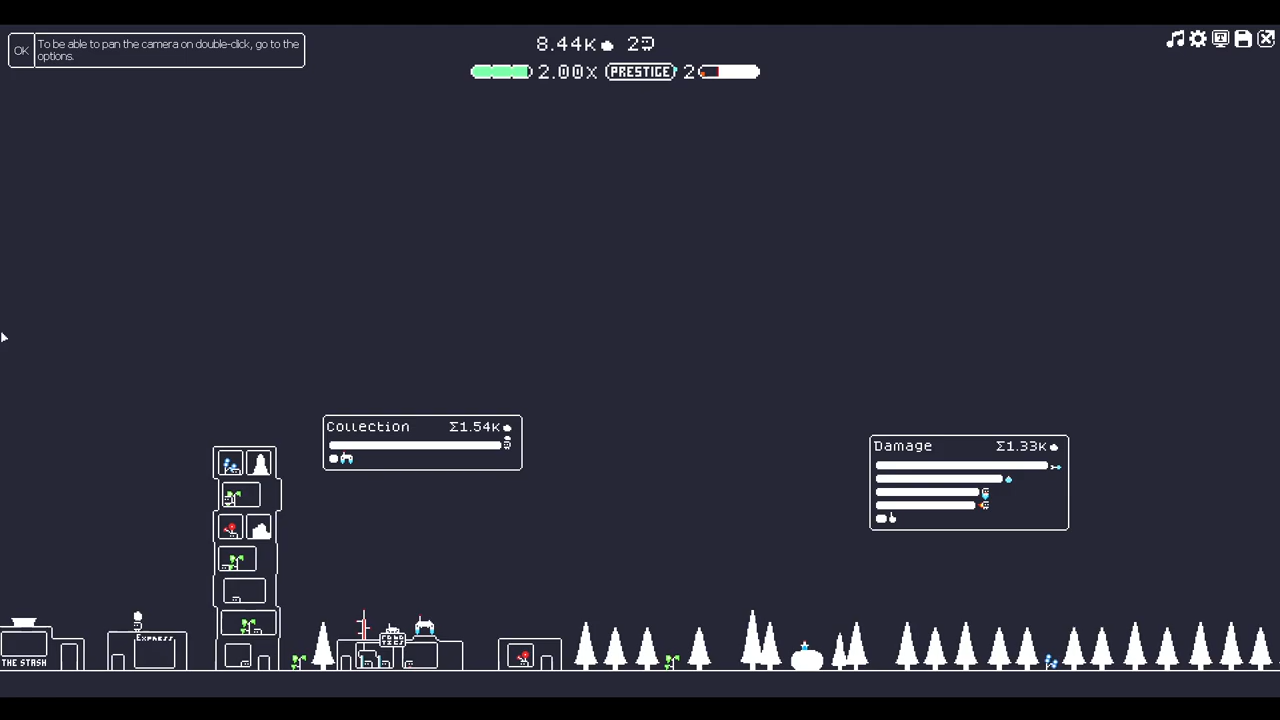 OK
To be able to pan the camera on double-click, go to the
options.
8.44K 2
2.00x PRESTIGE 2
Collection Σ1.54K
Damage Σ1.33K
EXPRESS
THE STASH